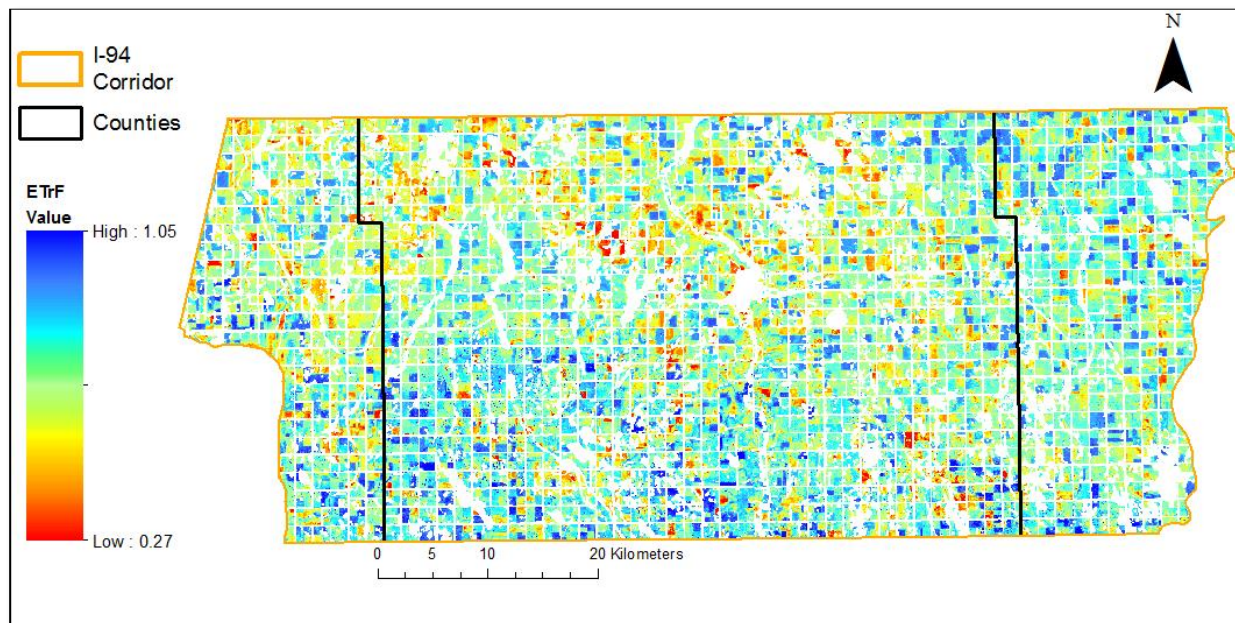 I-94
Corridor
Counties
ETrF
Value
High : 1.05
Low : 0.27
N
0 5 10 20 Kilometers